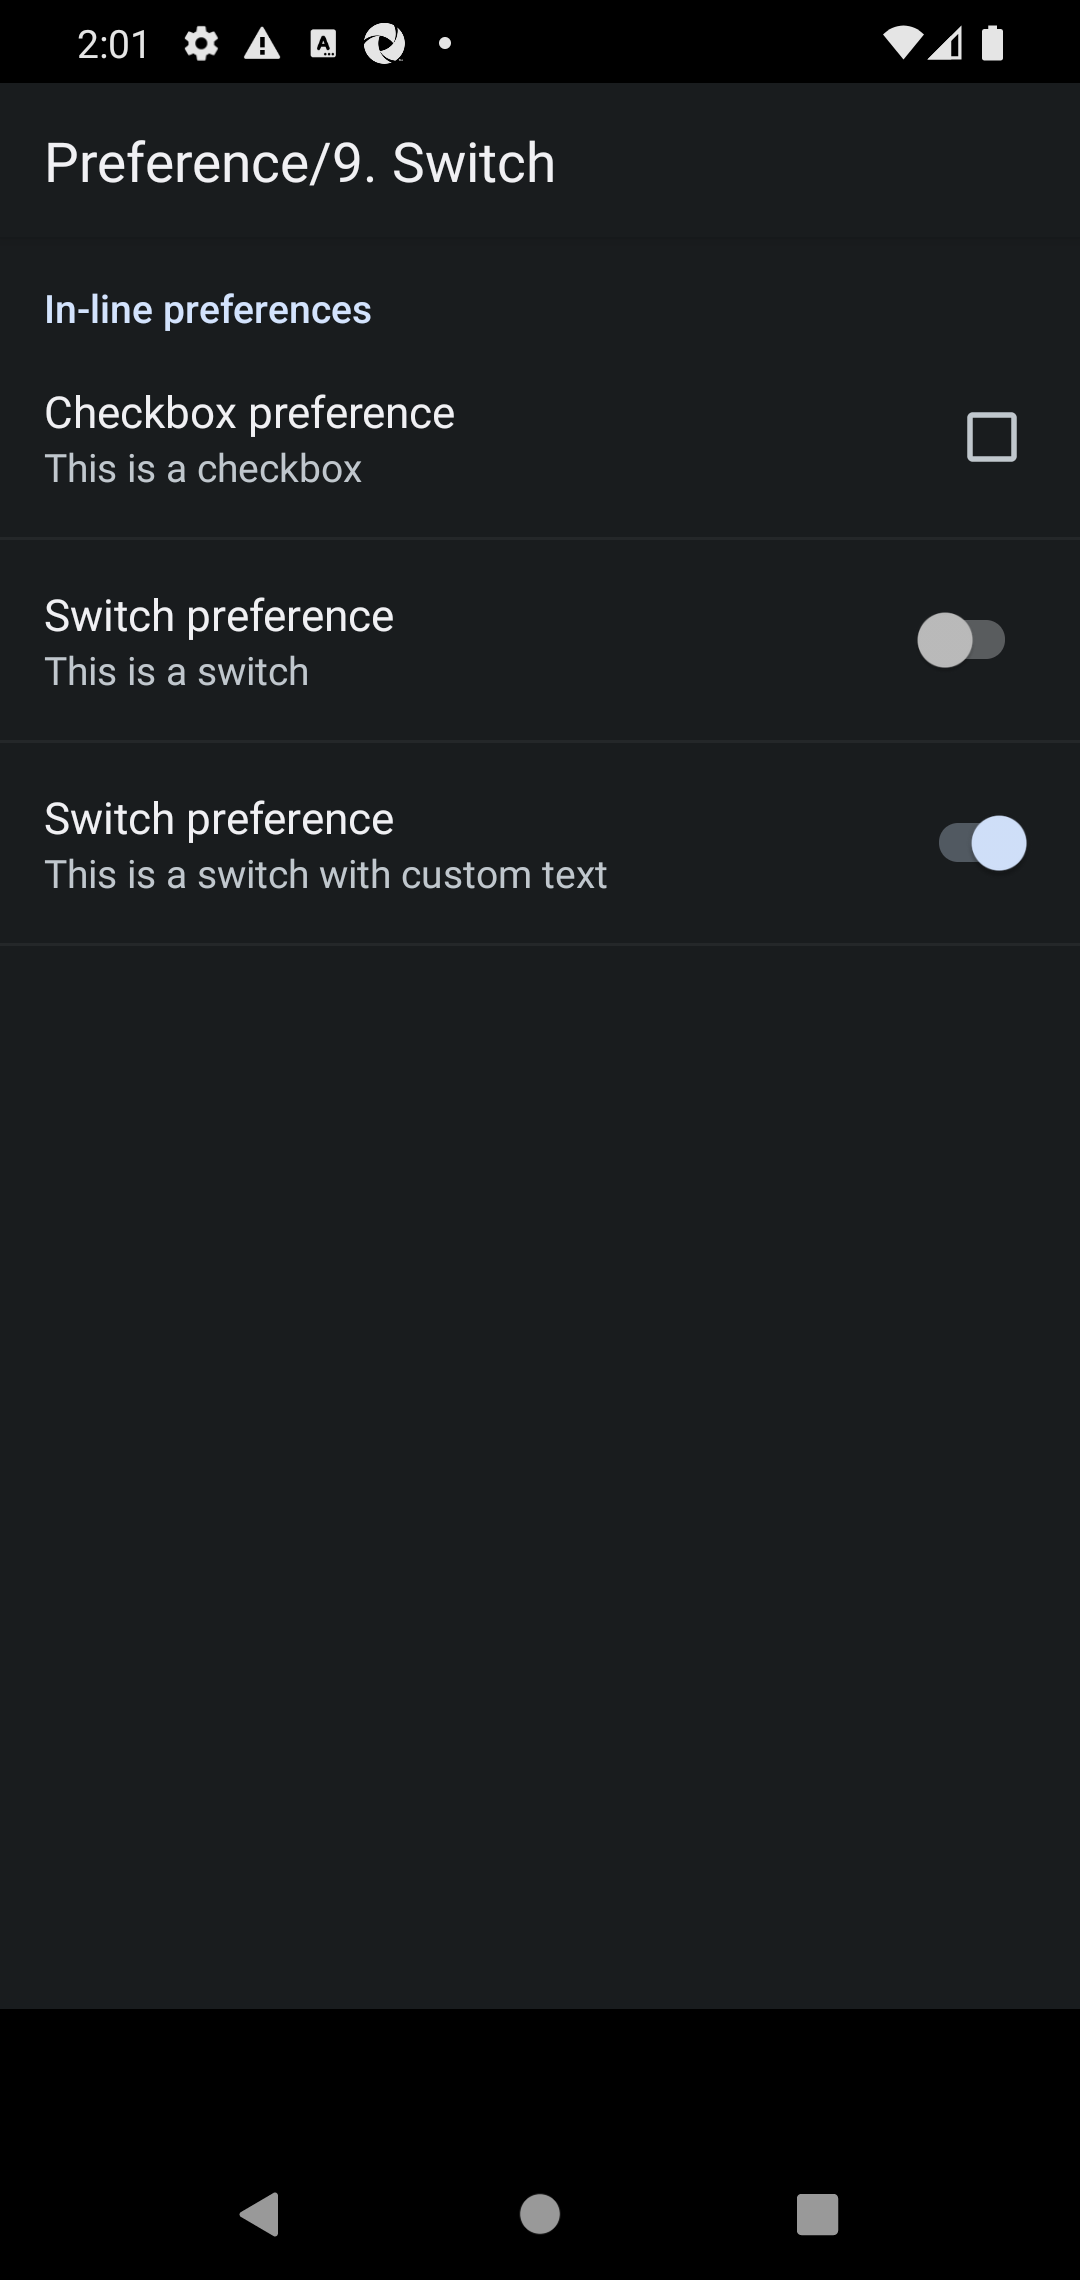 2:01
Preference/9. Switch
In-line preferences
Checkbox preference
This is a checkbox
Switch preference
This is a switch
Switch preference
This is a switch with custom text